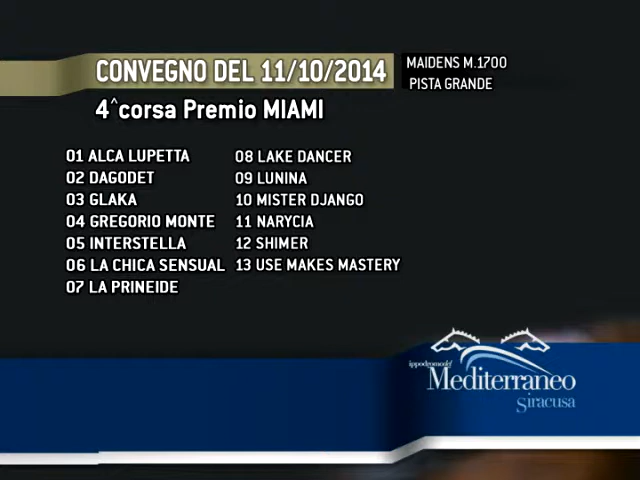 CONVEGNO DEL 11/10/2014
MAIDENS M.1700
PISTA GRANDE
4^corsa Premio MIAMI
01 ALCA LUPETTA
02 DAGODET
03 GLAKA
04 GREGORIO MONTE
05 INTERSTELLA
06 LA CHICA SENSUAL
07 LA PRINEIDE
08 LAKE DANCER
09 LUNINA
10 MISTER DJANGO
11 NARYCIA
12 SHIMER
13 USE MAKES MASTERY
ippodromo del
Mediterraneo
Siracusa